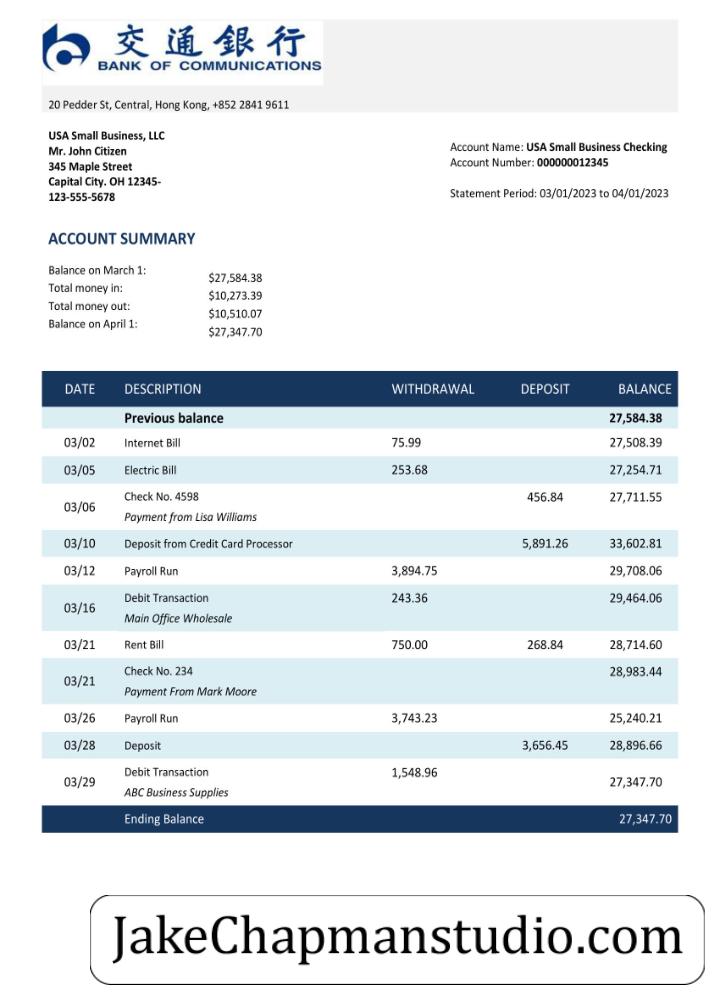 交通銀行
BANK OF COMMUNICATIONS
20 Pedder St, Central, Hong Kong, +852 2841 9611
USA Small Business, LLC
Mr. John Citizen
345 Maple Street
Capital City. OH 12345-
123-555-5678
Account Name: USA Small Business Checking
Account Number: 000000012345
Statement Period: 03/01/2023 to 04/01/2023
ACCOUNT SUMMARY
Balance on March 1: $27,584.38
Total money in: $10,273.39
Total money out: $10,510.07
Balance on April 1: $27,347.70
DATE DESCRIPTION WITHDRAWAL DEPOSIT BALANCE
Previous balance 27,584.38
03/02 Internet Bill 75.99 27,508.39
03/05 Electric Bill 253.68 27,254.71
03/06 Check No. 4598 456.84 27,711.55
Payment from Lisa Williams
03/10 Deposit from Credit Card Processor 5,891.26 33,602.81
03/12 Payroll Run 3,894.75 29,708.06
03/16 Debit Transaction 243.36 29,464.06
Main Office Wholesale
03/21 Rent Bill 750.00 268.84 28,714.60
03/21 Check No. 234 28,983.44
Payment From Mark Moore
03/26 Payroll Run 3,743.23 25,240.21
03/28 Deposit 3,656.45 28,896.66
03/29 Debit Transaction 1,548.96 27,347.70
ABC Business Supplies
Ending Balance 27,347.70
JakeChapmanstudio.com